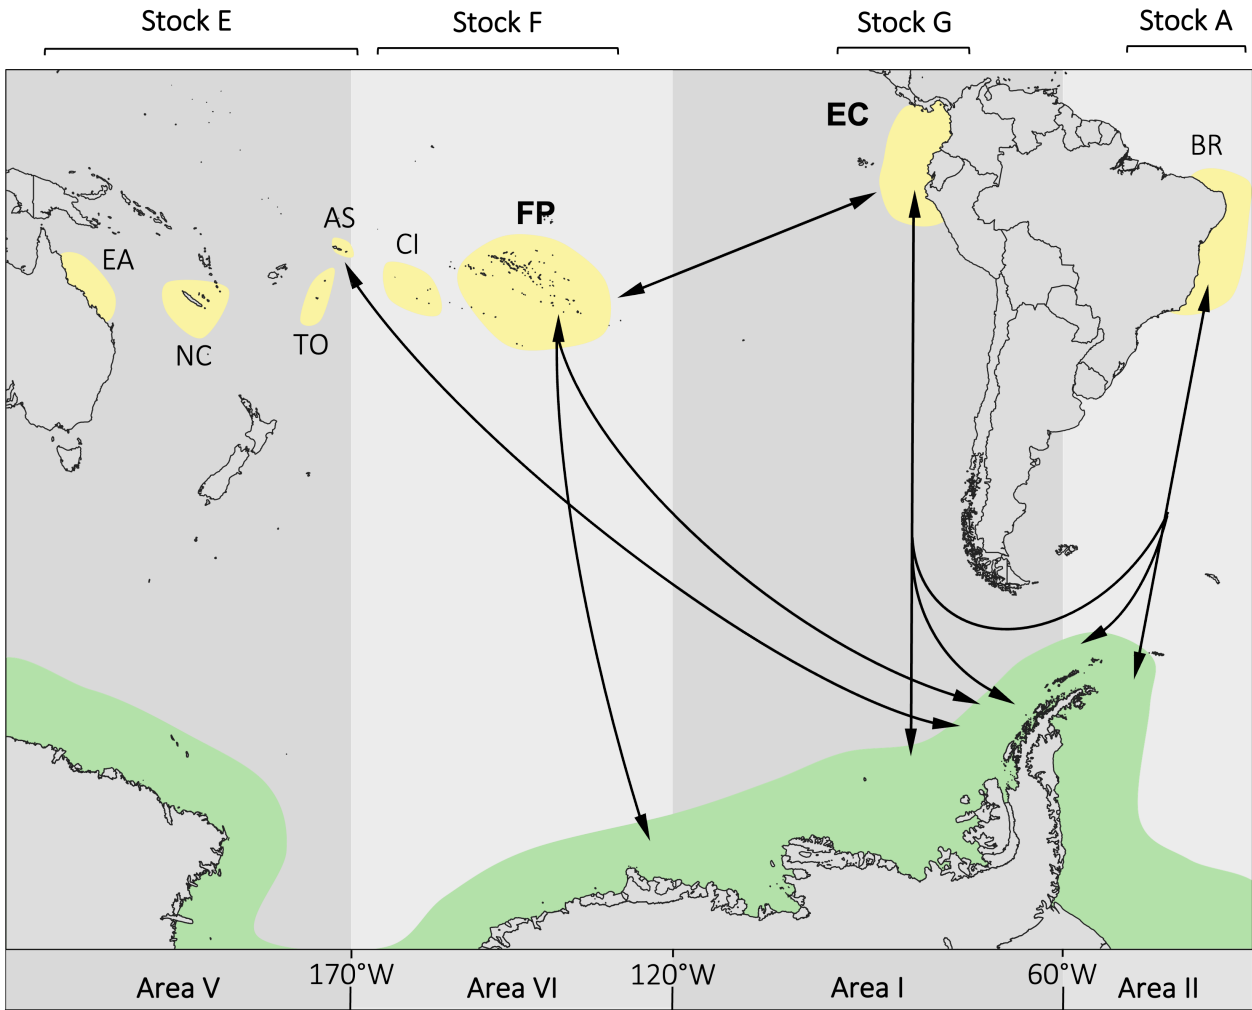 Stock E
Stock F
Stock G
Stock A
EC
BR
AS
FP
CI
EA
TO
NC
170°W
120°W
60°W
Area V
Area VI
Area I
Area II